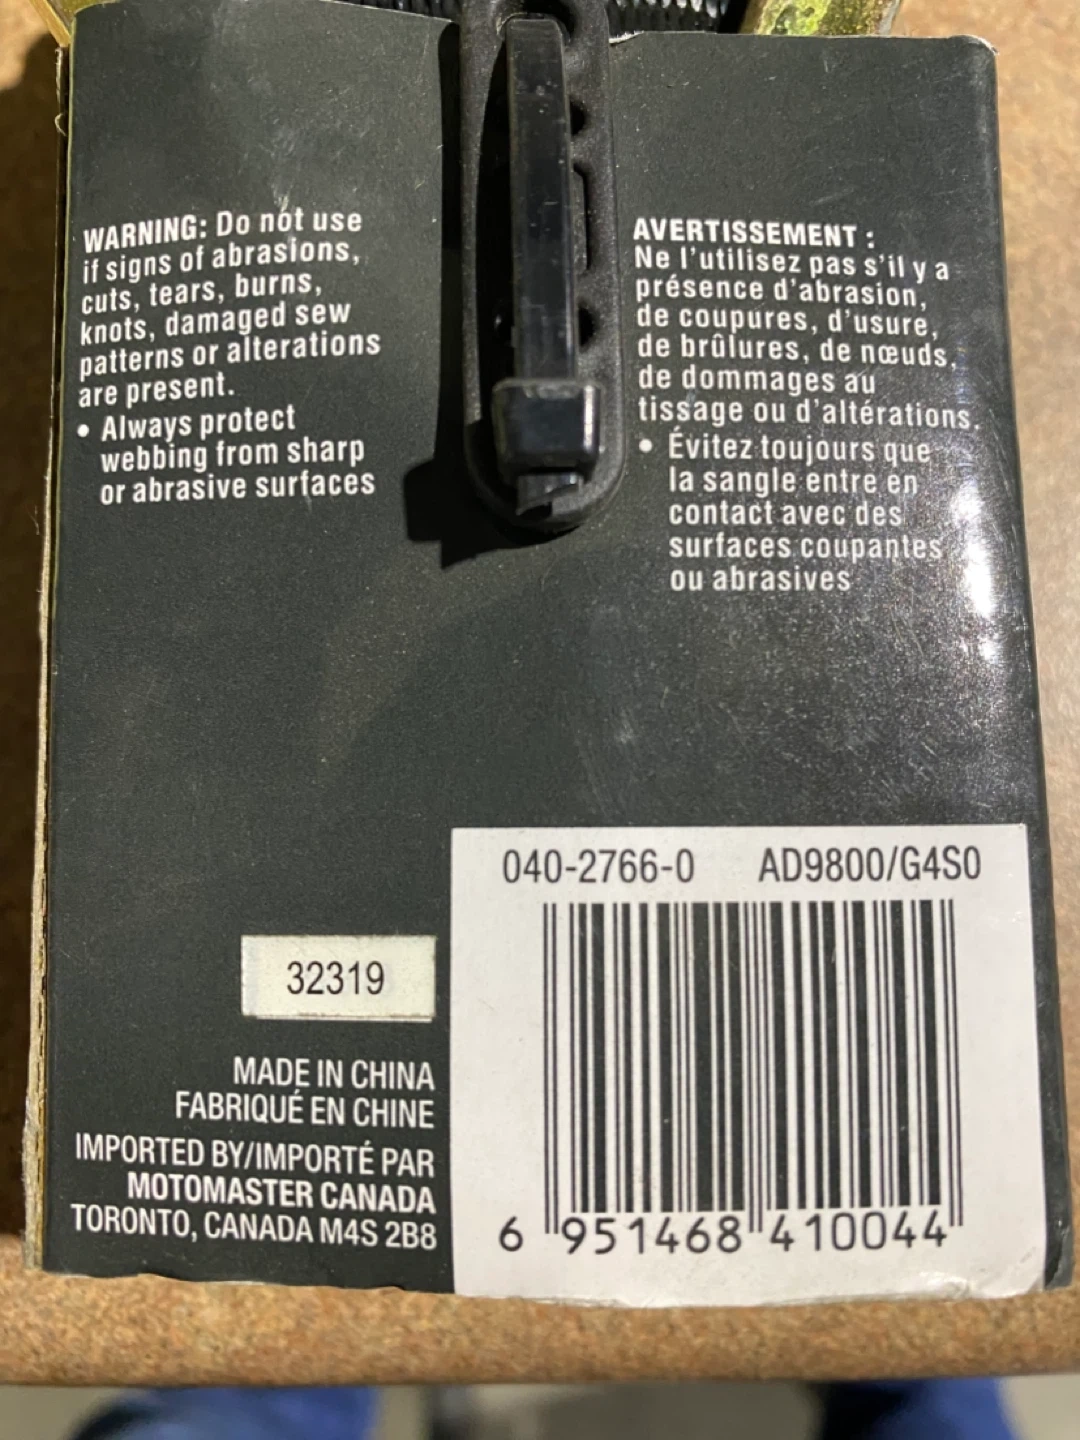 WARNING: Do not use
if signs of abrasions,
cuts, tears, burns,
knots, damaged sew
patterns or alterations
are present.
• Always protect
webbing from sharp
or abrasive surfaces
AVERTISSEMENT :
Ne l'utilisez pas s'il y a
présence d'abrasion,
de coupures, d'usure,
de brûlures, de nœuds,
de dommages au
tissage ou d'altérations.
• Évitez toujours que
la sangle entre en
contact avec des
surfaces coupantes
ou abrasives
32319
MADE IN CHINA
FABRIQUÉ EN CHINE
IMPORTED BY/IMPORTÉ PAR
MOTOMASTER CANADA
TORONTO, CANADA M4S 2B8
040-2766-0 AD9800/G4S0
6 951468 410044